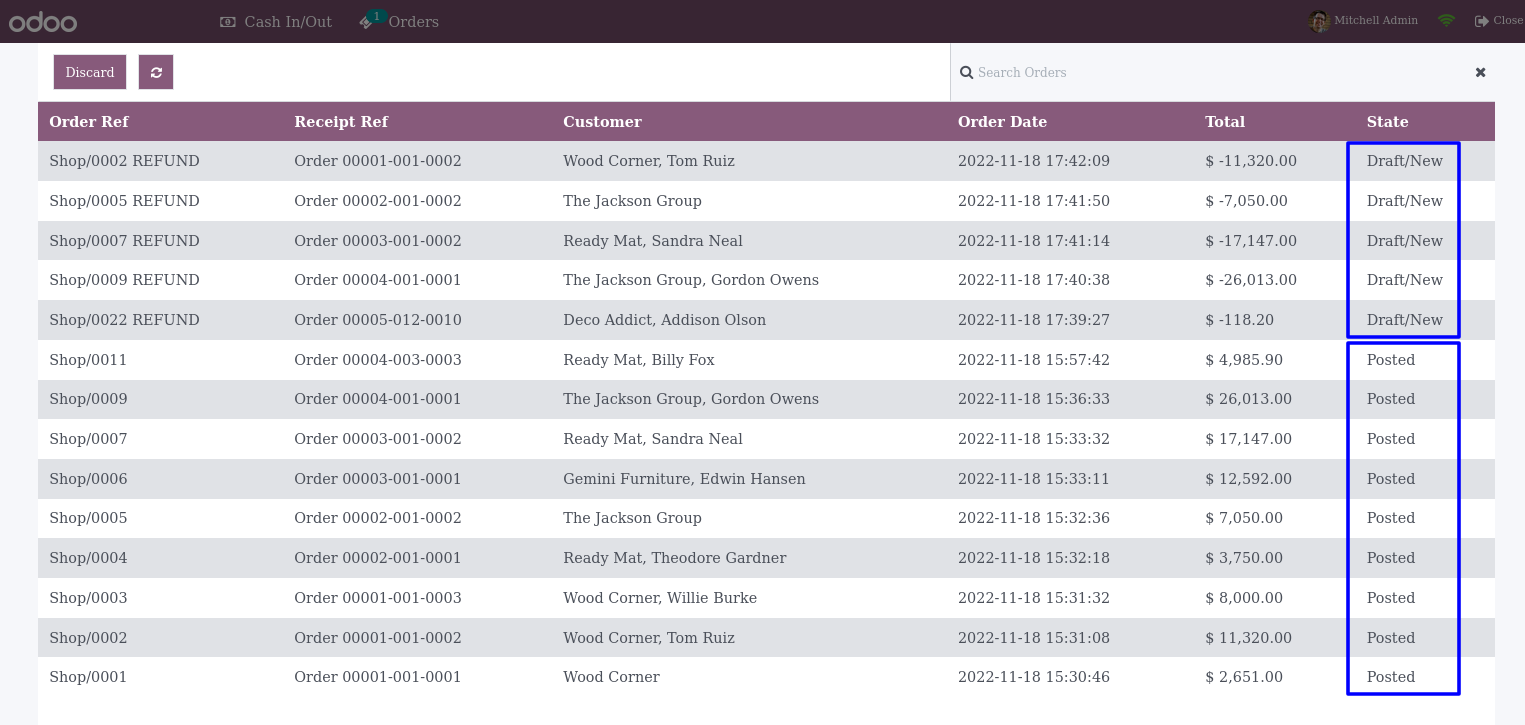 odoo Cash In/Out 1 Orders Mitchell Admin Close
Discard Search Orders
Order Ref Receipt Ref Customer Order Date Total State
Shop/0002 REFUND Order 00001-001-0002 Wood Corner, Tom Ruiz 2022-11-18 17:42:09 $ -11,320.00 Draft/New
Shop/0005 REFUND Order 00002-001-0002 The Jackson Group 2022-11-18 17:41:50 $ -7,050.00 Draft/New
Shop/0007 REFUND Order 00003-001-0002 Ready Mat, Sandra Neal 2022-11-18 17:41:14 $ -17,147.00 Draft/New
Shop/0009 REFUND Order 00004-001-0001 The Jackson Group, Gordon Owens 2022-11-18 17:40:38 $ -26,013.00 Draft/New
Shop/0022 REFUND Order 00005-012-0010 Deco Addict, Addison Olson 2022-11-18 17:39:27 $ -118.20 Draft/New
Shop/0011 Order 00004-003-0003 Ready Mat, Billy Fox 2022-11-18 15:57:42 $ 4,985.90 Posted
Shop/0009 Order 00004-001-0001 The Jackson Group, Gordon Owens 2022-11-18 15:36:33 $ 26,013.00 Posted
Shop/0007 Order 00003-001-0002 Ready Mat, Sandra Neal 2022-11-18 15:33:32 $ 17,147.00 Posted
Shop/0006 Order 00003-001-0001 Gemini Furniture, Edwin Hansen 2022-11-18 15:33:11 $ 12,592.00 Posted
Shop/0005 Order 00002-001-0002 The Jackson Group 2022-11-18 15:32:36 $ 7,050.00 Posted
Shop/0004 Order 00002-001-0001 Ready Mat, Theodore Gardner 2022-11-18 15:32:18 $ 3,750.00 Posted
Shop/0003 Order 00001-001-0003 Wood Corner, Willie Burke 2022-11-18 15:31:32 $ 8,000.00 Posted
Shop/0002 Order 00001-001-0002 Wood Corner, Tom Ruiz 2022-11-18 15:31:08 $ 11,320.00 Posted
Shop/0001 Order 00001-001-0001 Wood Corner 2022-11-18 15:30:46 $ 2,651.00 Posted